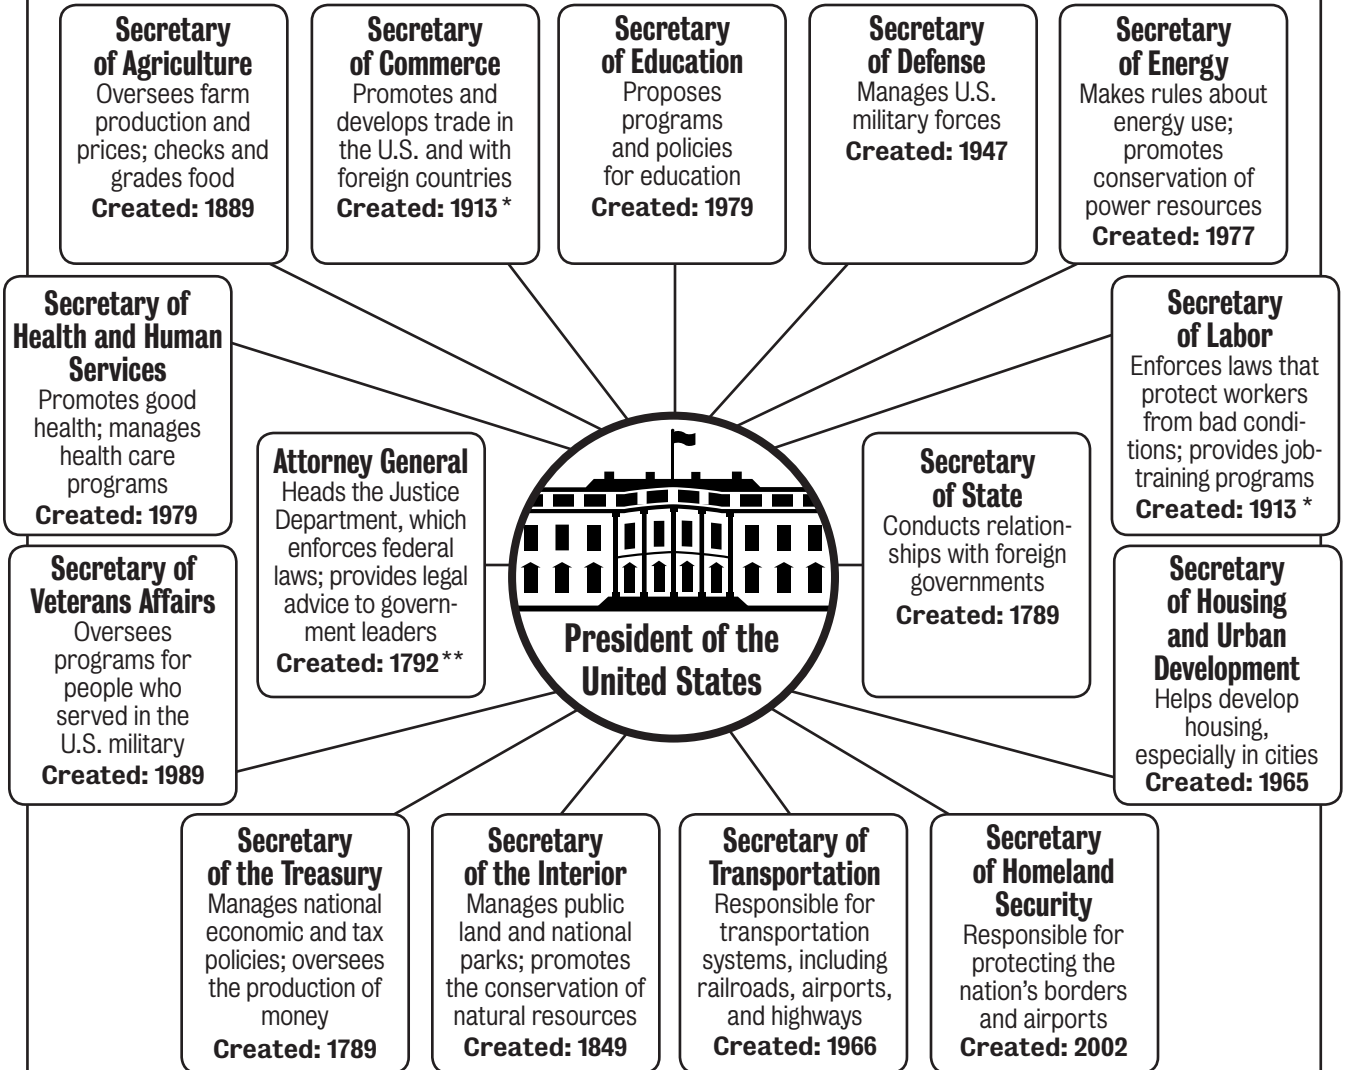 Secretary
of Agriculture
Oversees farm
production and
prices; checks and
grades food
Created: 1889
Secretary
of Commerce
Promotes and
develops trade in
the U.S. and with
foreign countries
Created: 1913 *
Secretary
of Education
Proposes
programs
and policies
for education
Created: 1979
Secretary
of Defense
Manages U.S.
military forces
Created: 1947
Secretary
of Energy
Makes rules about
energy use;
promotes
conservation of
power resources
Created: 1977
Secretary of
Health and Human
Services
Promotes good
health; manages
health care
programs
Created: 1979
Attorney General
Heads the Justice
Department, which
enforces federal
laws; provides legal
advice to govern-
ment leaders
Created: 1792**
President of the
United States
Secretary
of State
Conducts relation-
ships with foreign
governments
Created: 1789
Secretary
of Labor
Enforces laws that
protect workers
from bad condi-
tions; provides job-
training programs
Created: 1913 *
Secretary of
Veterans Affairs
Oversees
programs for
people who
served in the
U.S. military
Created: 1989
Secretary
of Housing
and Urban
Development
Helps develop
housing,
especially in cities
Created: 1965
Secretary
of the Treasury
Manages national
economic and tax
policies; oversees
the production of
money
Created: 1789
Secretary
of the Interior
Manages public
land and national
parks; promotes
the conservation of
natural resources
Created: 1849
Secretary of
Transportation
Responsible for
transportation
systems, including
railroads, airports,
and highways
Created: 1966
Secretary
of Homeland
Security
Responsible for
protecting the
nation’s borders
and airports
Created: 2002